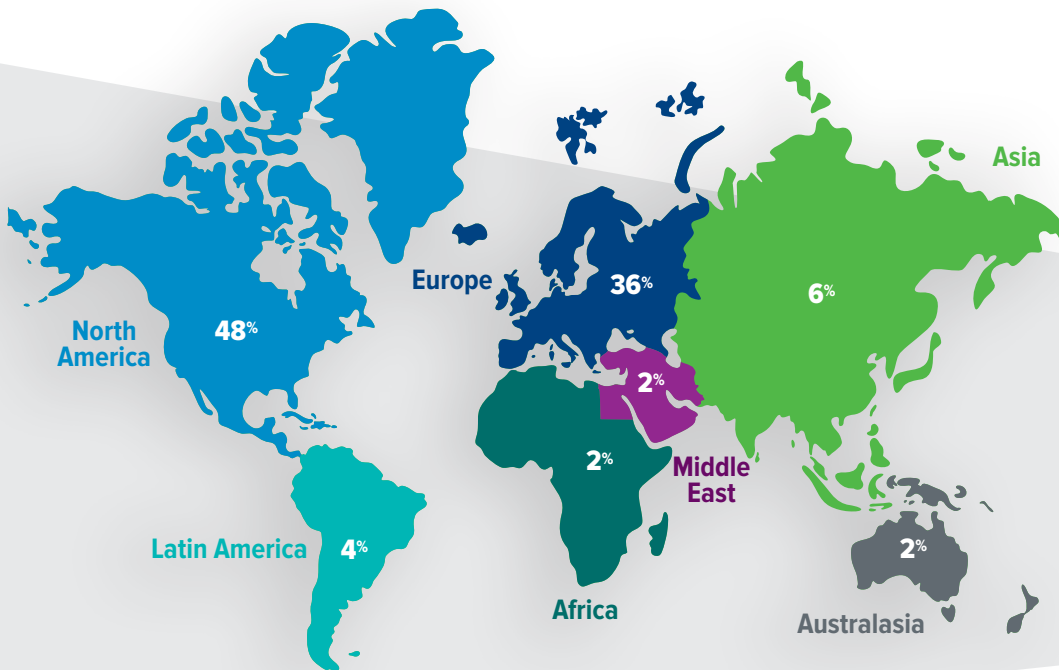 Asia
Europe
36%
6%
North
America
48%
2%
2%
Middle
East
Latin America
4%
2%
Africa
Australasia